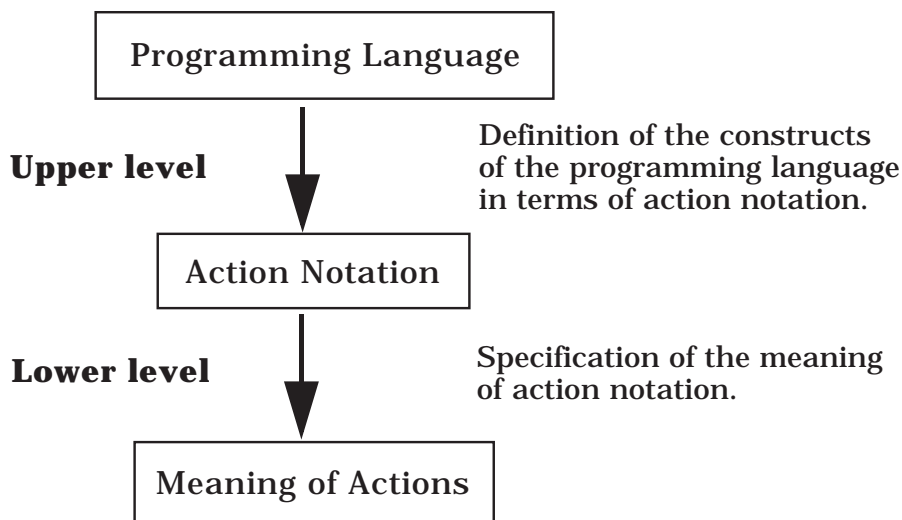 Programming Language
Upper level
Definition of the constructs
of the programming language
in terms of action notation.
Action Notation
Lower level
Specification of the meaning
of action notation.
Meaning of Actions